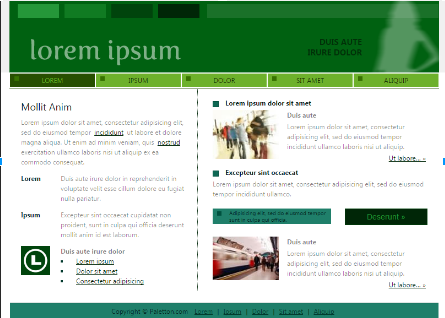 lorem ipsum
DUIS AUTE
IRURE DOLOR
LOREM
IPSUM
DOLOR
SIT AMET
ALIQUIP
Mollit Anim
Lorem ipsum dolor sit amet, consectetur adipisicing elit,
sed do eiusmod tempor incididunt ut labore et dolore
magna aliqua. Ut enim ad minim veniam, quis nostrud
exercitation ullamco laboris nisi ut aliquip ex ea
commodo consequat.
Lorem
Duis aute irure dolor in reprehenderit in
voluptate velit esse cillum dolore eu fugiat
nulla pariatur.
Ipsum
Excepteur sint occaecat cupidatat non
proident, sunt in culpa qui officia deserunt
mollit anim id est laborum.
Duis aute irure dolor
Lorem ipsum
Dolor sit amet
Consectetur adipisicing
Lorem ipsum dolor sit amet
Duis aute
Lorem ipsum dolor sit amet,
consectetur adipisicing elit, sed do
eiusmod tempor. Ut enim ad minim
incididunt ullamco laboris nisi ut aliquip.
Ut labore... »
Excepteur sint occaecat
Lorem ipsum dolor sit amet, consectetur adipisicing elit, sed do eiusmod
tempor.
Adipisicing elit, sed do eiusmod tempor
sunt in culpa qui officia.
Deserunt »
Duis aute
Lorem ipsum dolor sit amet,
consectetur adipisicing elit, sed do
eiusmod tempor. Ut enim ad minim
incididunt ullamco laboris nisi ut aliquip.
Ut labore... »
Copyright © Paletton.com Lorem | Ipsum | Dolor | Sit amet | Aliquip